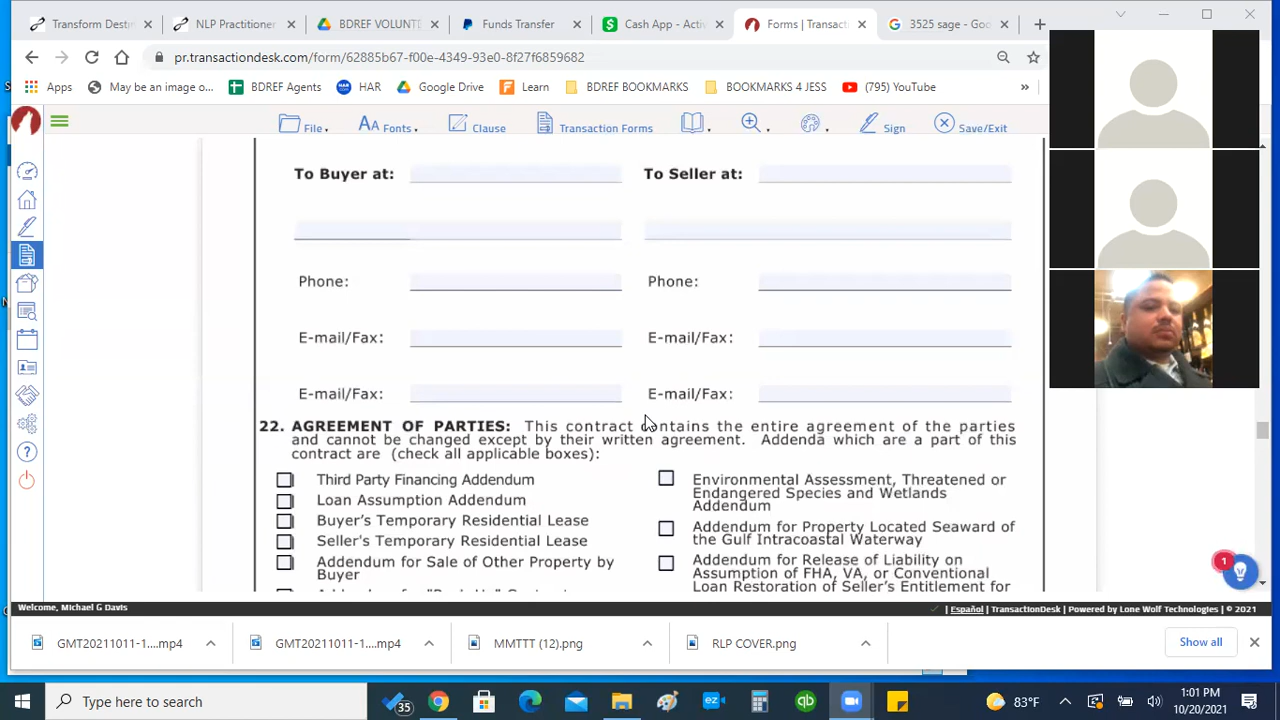 Transform Destr
NLP Practitioner
BDREF VOLUNTI
Funds Transfer
Cash App - Activ
Forms | Transact
3525 sage - Goo
pr.transactiondesk.com/form/62885b67-f00e-4349-93e0-8f27f6859682
Apps
May be an image o...
BDREF Agents
HAR
Google Drive
Learn
BDREF BOOKMARKS
BOOKMARKS 4 JESS
(795) YouTube
File
Fonts
Clause
Transaction Forms
Sign
Save/Exit
To Buyer at:
To Seller at:
Phone:
Phone:
E-mail/Fax:
E-mail/Fax:
E-mail/Fax:
E-mail/Fax:
22. AGREEMENT OF PARTIES: This contract contains the entire agreement of the parties
and cannot be changed except by their written agreement. Addenda which are a part of this
contract are (check all applicable boxes):
Third Party Financing Addendum
Loan Assumption Addendum
Buyer's Temporary Residential Lease
Seller's Temporary Residential Lease
Addendum for Sale of Other Property by
Buyer
Environmental Assessment, Threatened or
Endangered Species and Wetlands
Addendum
Addendum for Property Located Seaward of
the Gulf Intracoastal Waterway
Addendum for Release of Liability on
Assumption of FHA, VA, or Conventional
Loan Restoration of Seller's Entitlement for
1
Welcome, Michael G Davis
Español | TransactionDesk | Powered by Lone Wolf Technologies | © 2021
GMT20211011-1....mp4
GMT20211011-1....mp4
MMTTT (12).png
RLP COVER.png
Show all
Type here to search
35
ez
qb
83°F
1:01 PM
10/20/2021